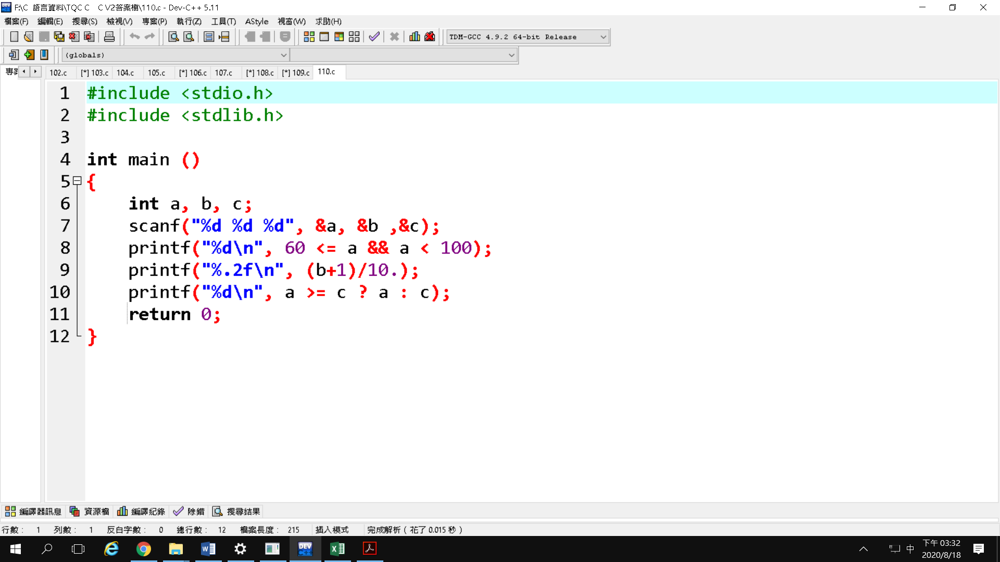 F:\C 語言資料\TQC C C V2答案檔\110.c - Dev-C++ 5.11
檔案(F) 編輯(E) 搜尋(S) 檢視(V) 專案(P) 執行(Z) 工具(T) AStyle 視窗(W) 求助(H)
TDM-GCC 4.9.2 64-bit Release
(globals)
102.c [*] 103.c 104.c 105.c [*] 106.c 107.c [*] 108.c [*] 109.c 110.c
1 #include <stdio.h>
2 #include <stdlib.h>
3
4 int main ()
5 {
6 int a, b, c;
7 scanf("%d %d %d", &a, &b ,&c);
8 printf("%d\n", 60 <= a && a < 100);
9 printf("%.2f\n", (b+1)/10.);
10 printf("%d\n", a >= c ? a : c);
11 return 0;
12 }
編譯器訊息 資源檔 編譯紀錄 除錯 搜尋結果
行數: 1 列數: 1 反白字數: 0 總行數: 12 檔案長度: 215 插入模式 完成解析 ( 花了 0.015 秒 )
中 下午 03:32
2020/8/18